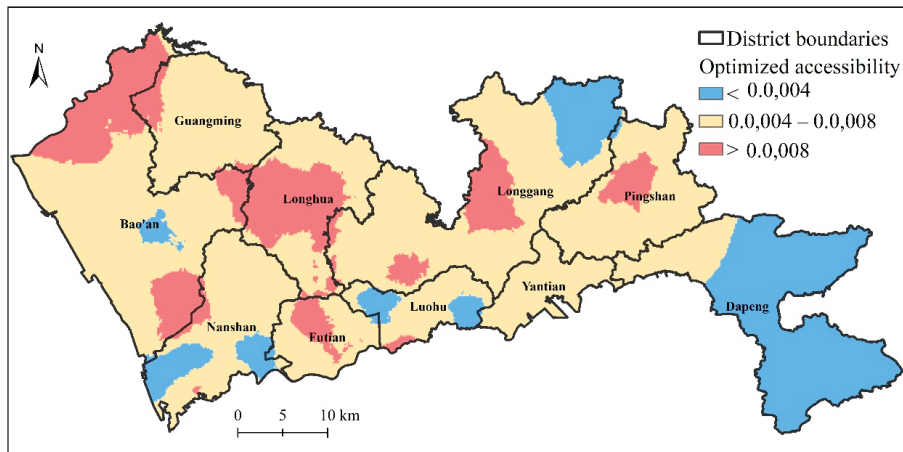 N
District boundaries
Optimized accessibility
< 0.0,004
0.0,004 – 0.0,008
> 0.0,008
Guangming
Longhua
Longgang
Pingshan
Bao'an
Yantian
Luohu
Dapeng
Nanshan
Futian
0 5 10 km